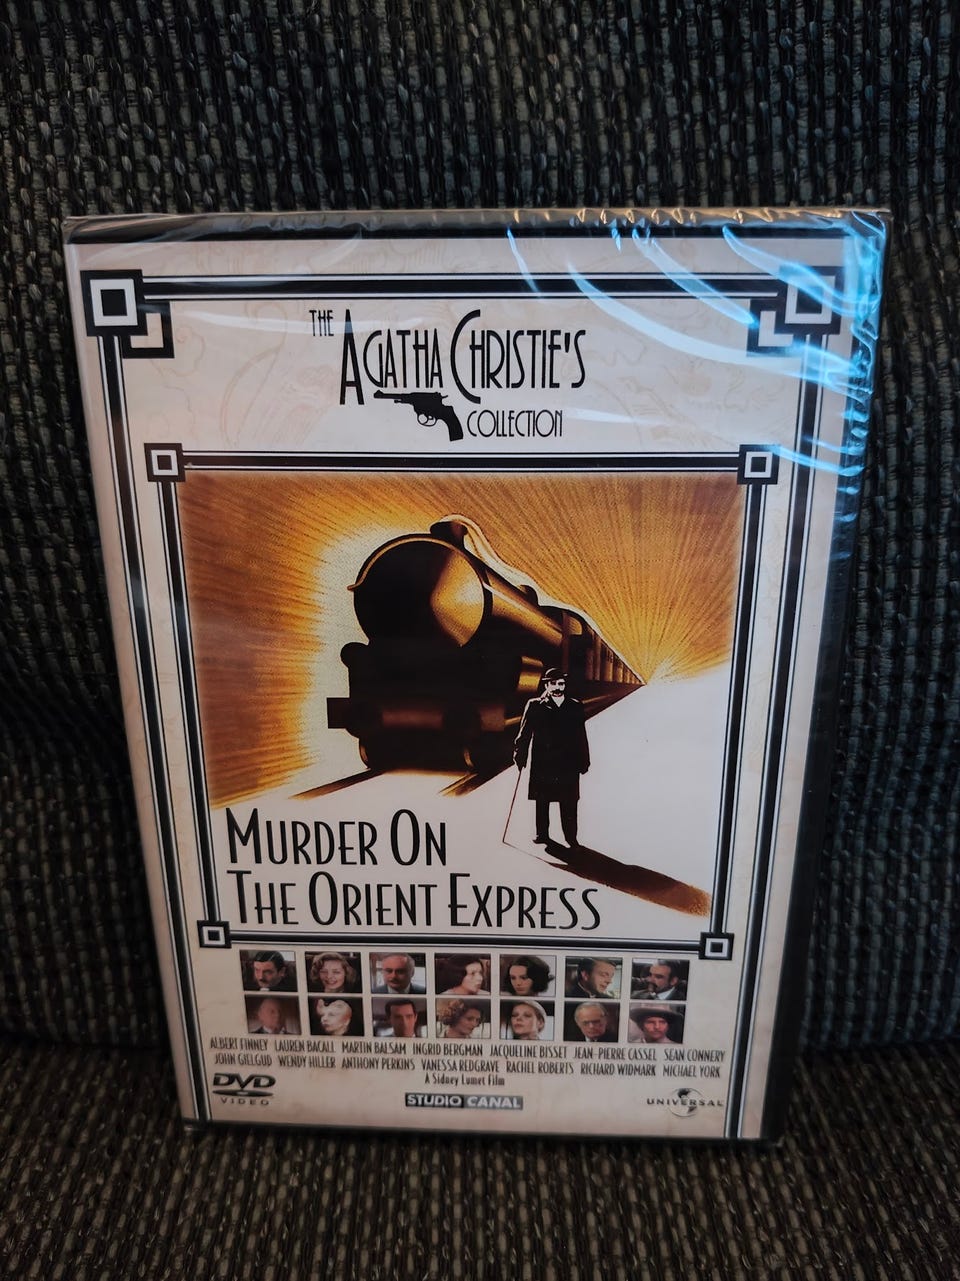 THE
AGATHA CHRISTIE'S
COLLECTION
MURDER ON
THE ORIENT EXPRESS
ALBERT FINNEY LAUREN BACALL MARTIN BALSAM INGRID BERGMAN JACQUELINE BISSET JEAN-PIERRE CASSEL SEAN CONNERY
JOHN GIELGUD WENDY HILLER ANTHONY PERKINS VANESSA REDGRAVE RACHEL ROBERTS RICHARD WIDMARK MICHAEL YORK
A Sidney Lumet Film
DVD
VIDEO
STUDIO CANAL
UNIVERSAL